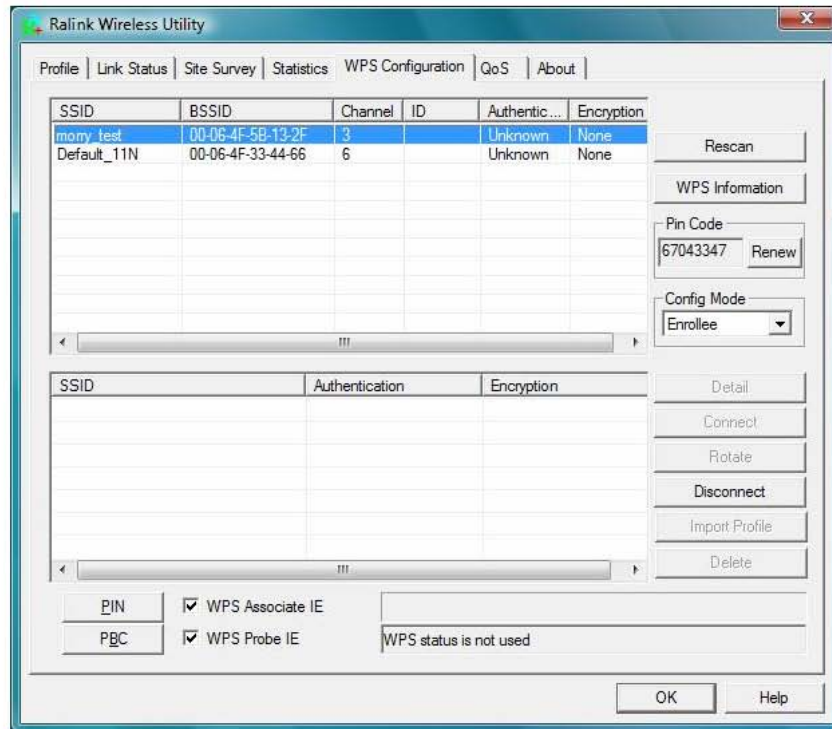 Ralink Wireless Utility
Profile Link Status Site Survey Statistics WPS Configuration QoS About
SSID BSSID Channel ID Authentic ... Encryption
morry_test 00-06-4F-5B-13-2F 3 Unknown None
Default_11N 00-06-4F-33-44-66 6 Unknown None
Rescan
WPS Information
Pin Code
67043347 Renew
Config Mode
Enrollee
SSID Authentication Encryption
Detail
Connect
Rotate
Disconnect
Import Profile
Delete
PIN WPS Associate IE
PBC WPS Probe IE WPS status is not used
OK Help